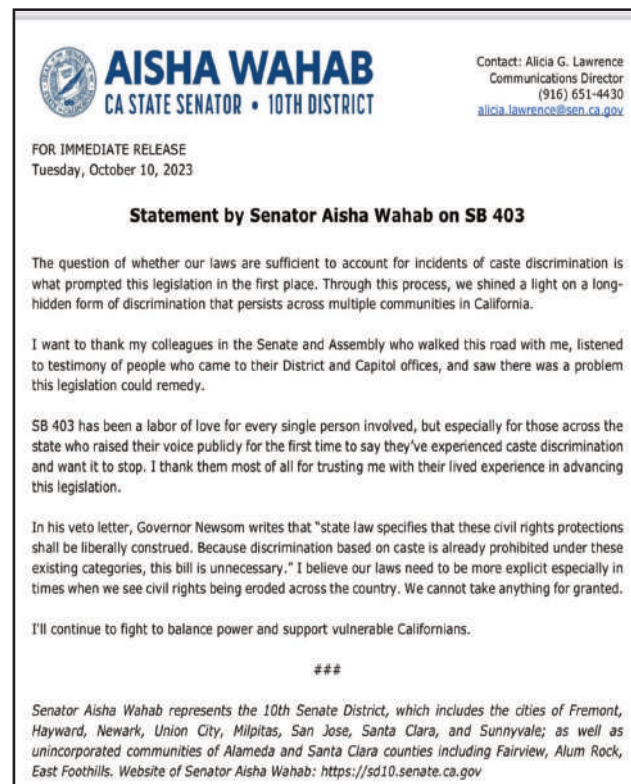 AISHA WAHAB
CA STATE SENATOR • 10TH DISTRICT
Contact: Alicia G. Lawrence
Communications Director
(916) 651-4430
alicia.lawrence@sen.ca.gov
FOR IMMEDIATE RELEASE
Tuesday, October 10, 2023
Statement by Senator Aisha Wahab on SB 403
The question of whether our laws are sufficient to account for incidents of caste discrimination is
what prompted this legislation in the first place. Through this process, we shined a light on a long-
hidden form of discrimination that persists across multiple communities in California.
I want to thank my colleagues in the Senate and Assembly who walked this road with me, listened
to testimony of people who came to their District and Capitol offices, and saw there was a problem
this legislation could remedy.
SB 403 has been a labor of love for every single person involved, but especially for those across the
state who raised their voice publicly for the first time to say they've experienced caste discrimination
and want it to stop. I thank them most of all for trusting me with their lived experience in advancing
this legislation.
In his veto letter, Governor Newsom writes that "state law specifies that these civil rights protections
shall be liberally construed. Because discrimination based on caste is already prohibited under these
existing categories, this bill is unnecessary." I believe our laws need to be more explicit especially in
times when we see civil rights being eroded across the country. We cannot take anything for granted.
I'll continue to fight to balance power and support vulnerable Californians.
###
Senator Aisha Wahab represents the 10th Senate District, which includes the cities of Fremont,
Hayward, Newark, Union City, Milpitas, San Jose, Santa Clara, and Sunnyvale; as well as
unincorporated communities of Alameda and Santa Clara counties including Fairview, Alum Rock,
East Foothills. Website of Senator Aisha Wahab: https://sd10.senate.ca.gov